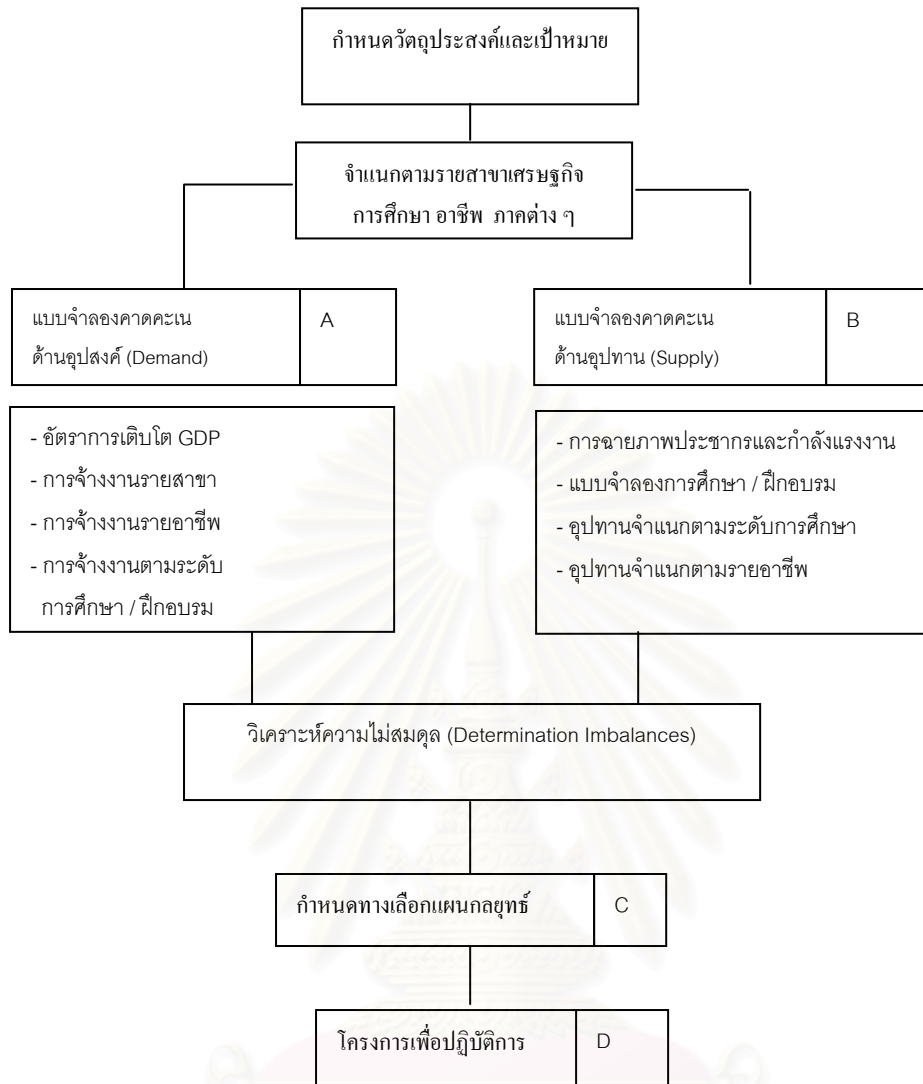 กำหนดวัตถุประสงค์และเป้าหมาย
จำแนกตามรายสาขาเศรษฐกิจ
การศึกษา อาชีพ ภาคต่าง ๆ
แบบจำลองคาดคะเน
ด้านอุปสงค์ (Demand)
A
แบบจำลองคาดคะเน
ด้านอุปทาน (Supply)
B
- อัตราการเติบโต GDP
- การจ้างงานรายสาขา
- การจ้างงานรายอาชีพ
- การจ้างงานตามระดับ
การศึกษา / ฝึกอบรม
- การฉายภาพประชากรและกำลังแรงงาน
- แบบจำลองการศึกษา / ฝึกอบรม
- อุปทานจำแนกตามระดับการศึกษา
- อุปทานจำแนกตามรายอาชีพ
วิเคราะห์ความไม่สมดุล (Determination Imbalances)
กำหนดทางเลือกแผนกลยุทธ์
C
โครงการเพื่อปฏิบัติการ
D